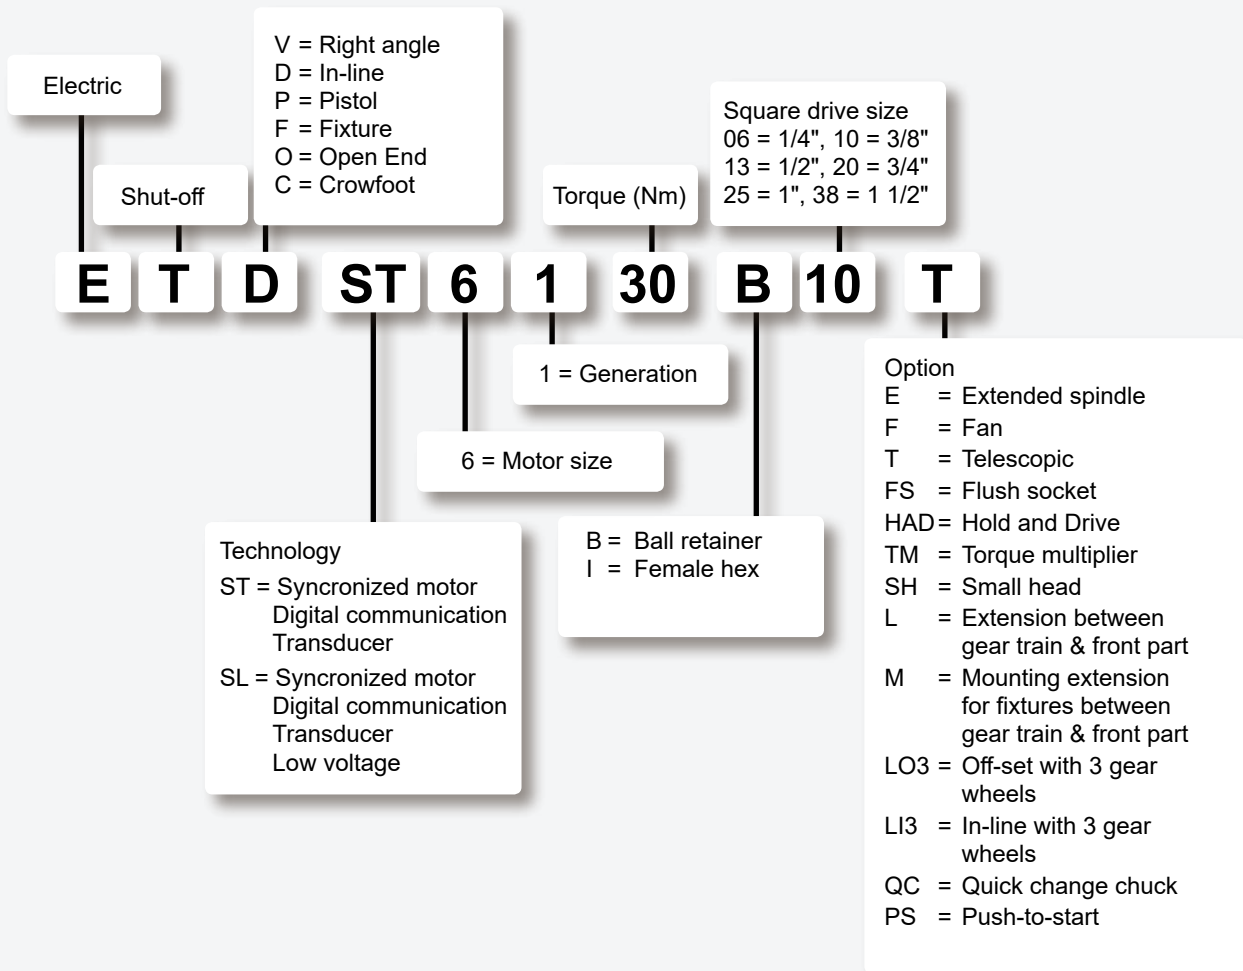 Electric
Shut-off
V = Right angle
D = In-line
P = Pistol
F = Fixture
O = Open End
C = Crowfoot
Torque (Nm)
Square drive size
06 = 1/4", 10 = 3/8"
13 = 1/2", 20 = 3/4"
25 = 1", 38 = 1 1/2"
E T D ST 6 1 30 B 10 T
1 = Generation
6 = Motor size
Technology
ST = Syncronized motor
Digital communication
Transducer
SL = Syncronized motor
Digital communication
Transducer
Low voltage
B = Ball retainer
I = Female hex
Option
E = Extended spindle
F = Fan
T = Telescopic
FS = Flush socket
HAD = Hold and Drive
TM = Torque multiplier
SH = Small head
L = Extension between
gear train & front part
M = Mounting extension
for fixtures between
gear train & front part
LO3 = Off-set with 3 gear
wheels
LI3 = In-line with 3 gear
wheels
QC = Quick change chuck
PS = Push-to-start